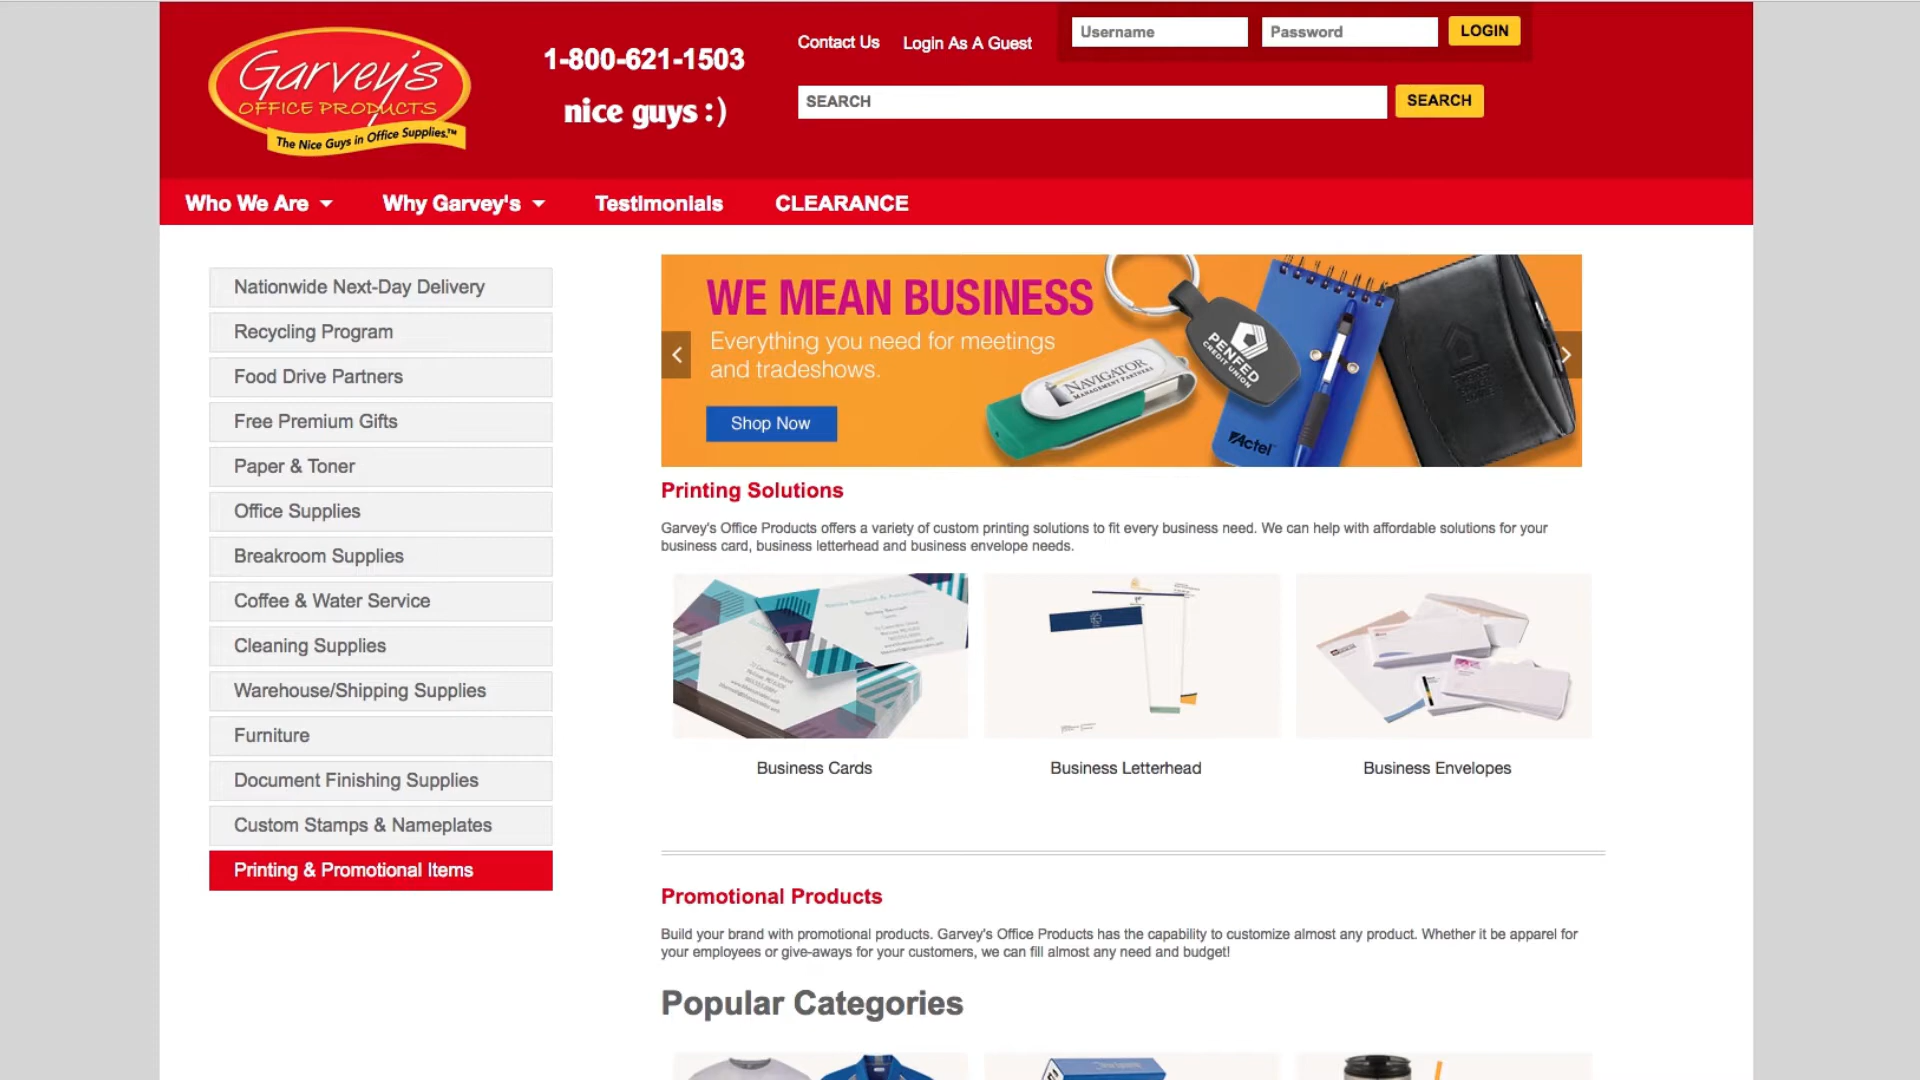 Garvey's
OFFICE PRODUCTS
The Nice Guys in Office Supplies.™
1-800-621-1503
nice guys :)
Contact Us
Login As A Guest
Username
Password
LOGIN
SEARCH
SEARCH
Who We Are
Why Garvey's
Testimonials
CLEARANCE
Nationwide Next-Day Delivery
Recycling Program
Food Drive Partners
Free Premium Gifts
Paper & Toner
Office Supplies
Breakroom Supplies
Coffee & Water Service
Cleaning Supplies
Warehouse/Shipping Supplies
Furniture
Document Finishing Supplies
Custom Stamps & Nameplates
Printing & Promotional Items
WE MEAN BUSINESS
Everything you need for meetings
and tradeshows.
Shop Now
NAVIGATOR
MANAGEMENT PARTNERS
PENFED
CREDIT UNION
Actel
Printing Solutions
Garvey's Office Products offers a variety of custom printing solutions to fit every business need. We can help with affordable solutions for your
business card, business letterhead and business envelope needs.
Business Cards
Business Letterhead
Business Envelopes
Promotional Products
Build your brand with promotional products. Garvey's Office Products has the capability to customize almost any product. Whether it be apparel for
your employees or give-aways for your customers, we can fill almost any need and budget!
Popular Categories